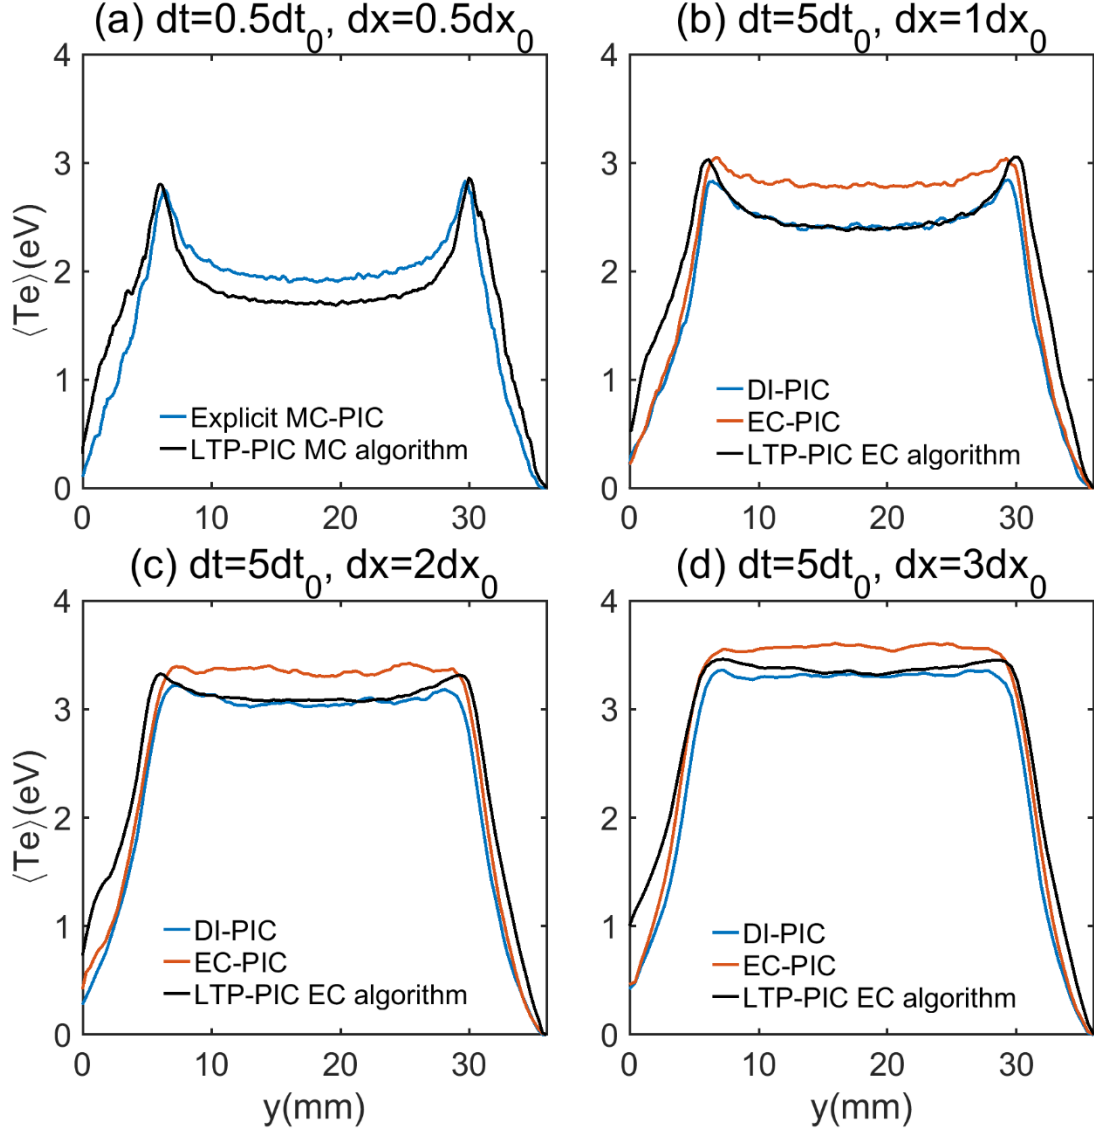 (a) dt=0.5dt₀, dx=0.5dx₀
4
3
2
1
0
⟨Te⟩(eV)
Explicit MC-PIC
LTP-PIC MC algorithm
0 10 20 30
(b) dt=5dt₀, dx=1dx₀
4
3
2
1
0
DI-PIC
EC-PIC
LTP-PIC EC algorithm
0 10 20 30
(c) dt=5dt₀, dx=2dx₀
4
3
2
1
0
⟨Te⟩(eV)
DI-PIC
EC-PIC
LTP-PIC EC algorithm
0 10 20 30
y(mm)
(d) dt=5dt₀, dx=3dx₀
4
3
2
1
0
DI-PIC
EC-PIC
LTP-PIC EC algorithm
0 10 20 30
y(mm)